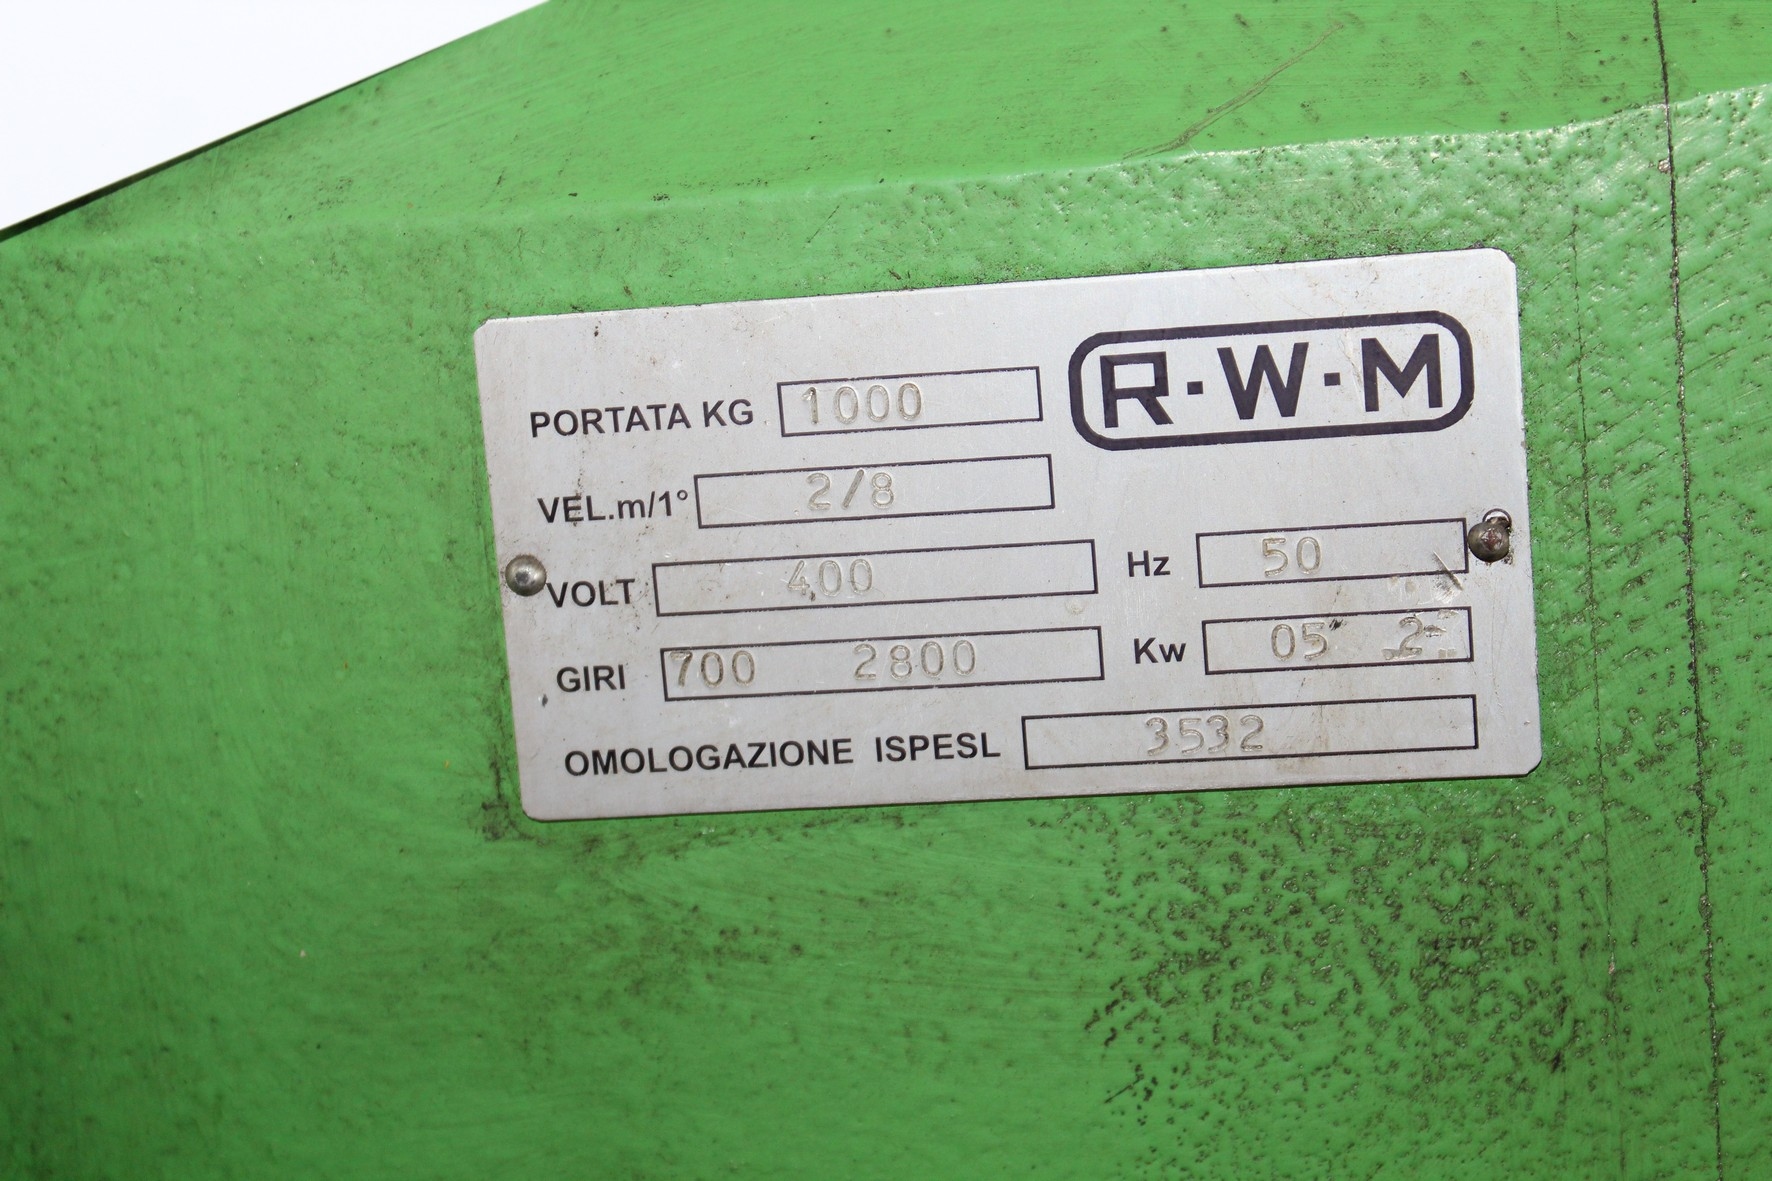 R·W·M
PORTATA KG 1000
VEL.m/1° 2/8
VOLT 400 Hz 50
GIRI 700 2800 Kw 05 2
OMOLOGAZIONE ISPESL 3532